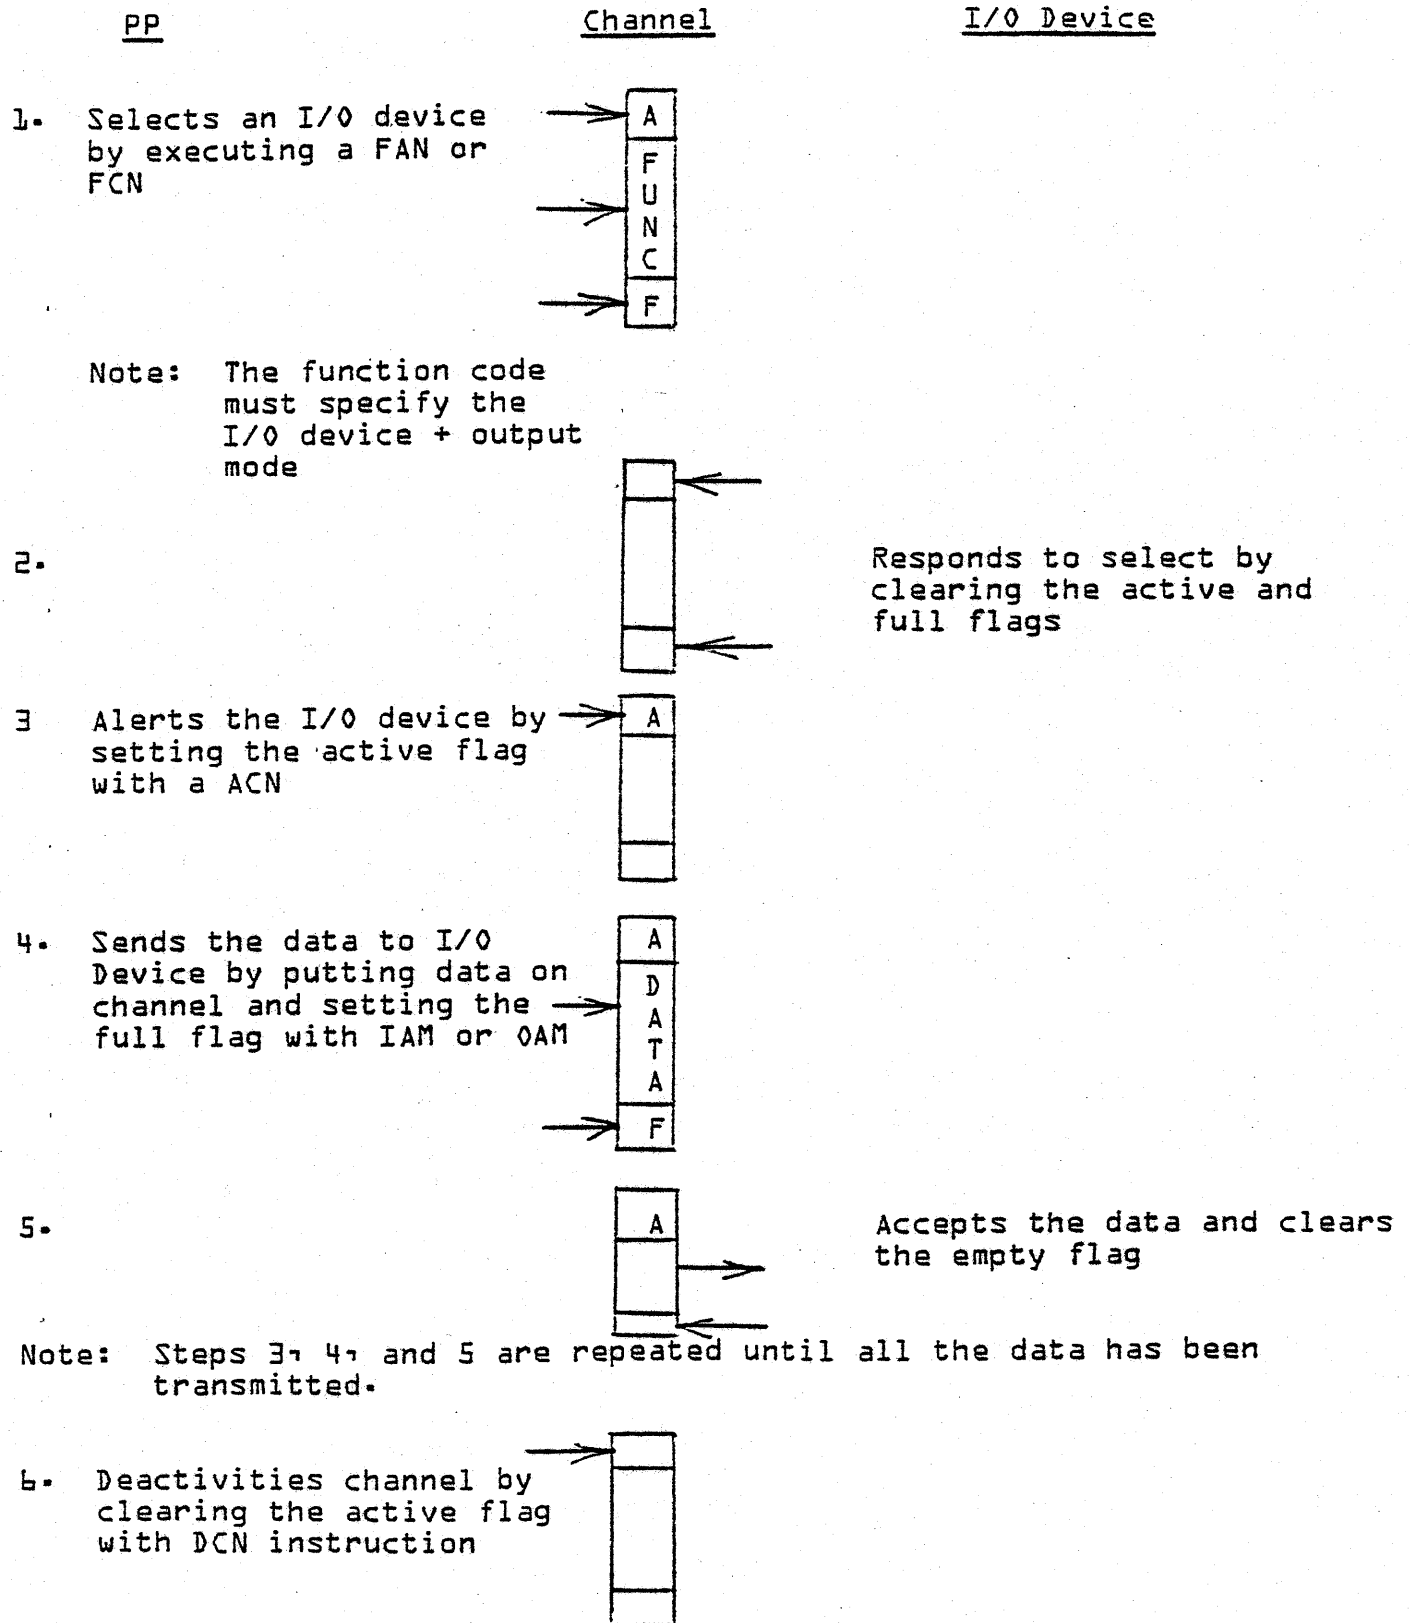 PP Channel I/O Device
1. Selects an I/O device
by executing a FAN or
FCN
A
F
U
N
C
F
Note: The function code
must specify the
I/O device + output
mode
2. Responds to select by
clearing the active and
full flags
3 Alerts the I/O device by
setting the active flag
with a ACN
A
4. Sends the data to I/O
Device by putting data on
channel and setting the
full flag with IAM or OAM
A
D
A
T
A
F
5. A
Accepts the data and clears
the empty flag
Note: Steps 3, 4, and 5 are repeated until all the data has been
transmitted.
6. Deactivities channel by
clearing the active flag
with DCN instruction